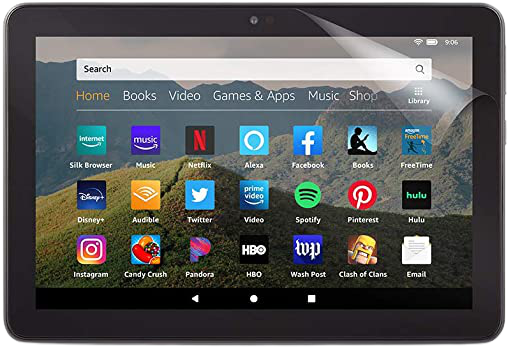 9:06
Search
Home Books Video Games & Apps Music Shop Library
internet music NETFLIX amazon FreeTime
Silk Browser Music Netflix Alexa Facebook Books FreeTime
Disney+ prime video hulu
Disney+ Audible Twitter Video Spotify Pinterest Hulu
HBO wp
Instagram Candy Crush Pandora HBO Wash Post Clash of Clans Email